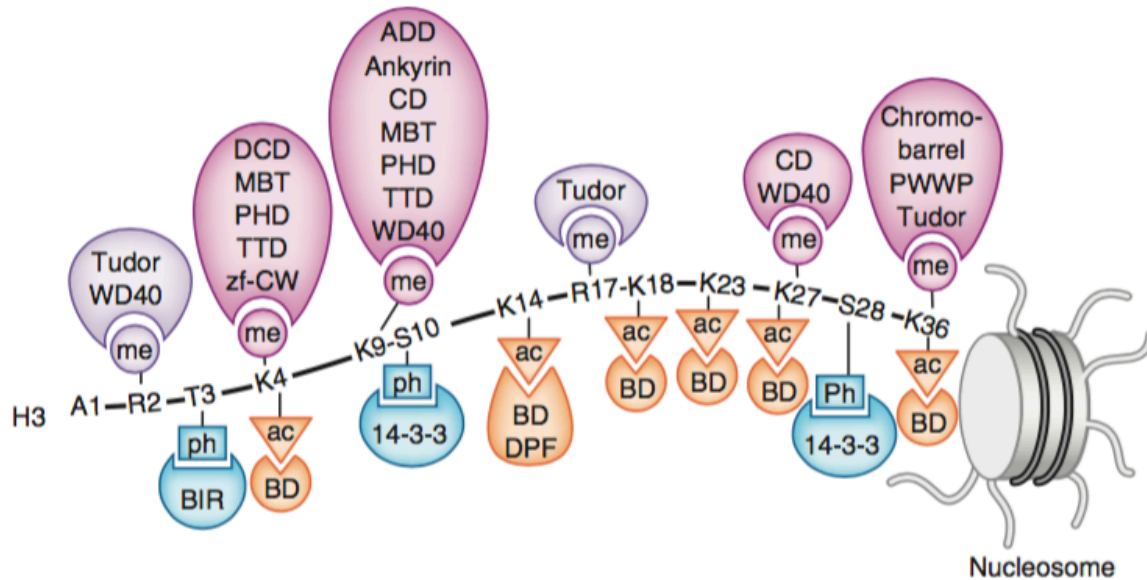 ADD
Ankyrin
CD
MBT
PHD
TTD
WD40
me
DCD
MBT
PHD
TTD
zf-CW
me
Tudor
WD40
me
Tudor
me
CD
WD40
me
Chromo-
barrel
PWWP
Tudor
me
H3 A1–R2–T3–K4–K9-S10–K14–R17-K18–K23–K27–S28–K36
ph
BIR
ac
BD
ph
14-3-3
ac
BD
DPF
ac
BD
ac
BD
ac
BD
Ph
14-3-3
ac
BD
Nucleosome